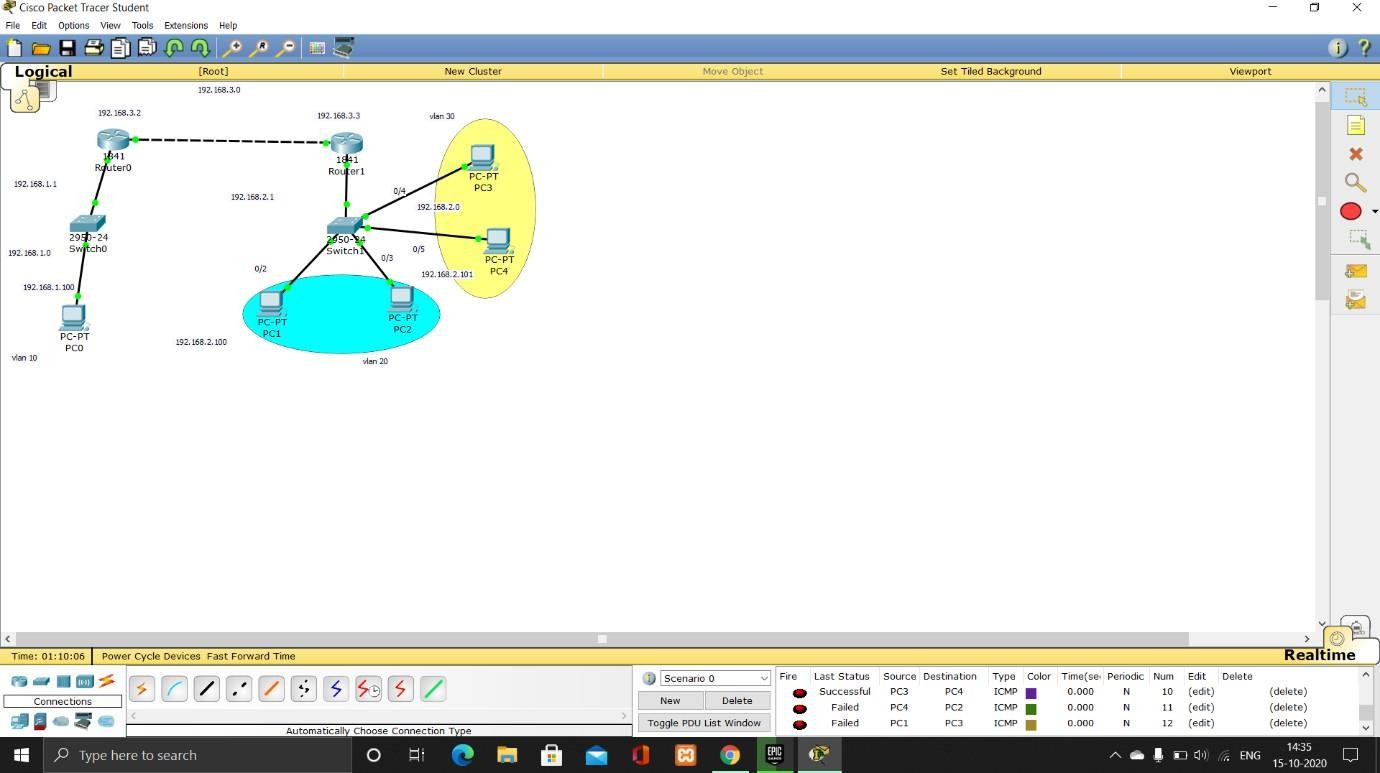 Cisco Packet Tracer Student
File Edit Options View Tools Extensions Help
Logical [Root] New Cluster Move Object Set Tiled Background Viewport
192.168.3.0
192.168.3.2
192.168.3.3
vlan 30
1841
Router0
1841
Router1
PC-PT
PC3
192.168.1.1
192.168.2.1
0/4
192.168.2.0
2950-24
Switch0
2950-24
Switch1
192.168.1.0
0/5
0/3
PC-PT
PC4
0/2
192.168.2.101
192.168.1.100
PC-PT
PC1
PC-PT
PC2
PC-PT
PC0
192.168.2.100
vlan 10
vlan 20
Time: 01:10:06 Power Cycle Devices Fast Forward Time
Realtime
Connections
Automatically Choose Connection Type
Scenario 0
New Delete
Toggle PDU List Window
Fire Last Status Source Destination Type Color Time(se Periodic Num Edit Delete
Successful PC3 PC4 ICMP 0.000 N 10 (edit) (delete)
Failed PC4 PC2 ICMP 0.000 N 11 (edit) (delete)
Failed PC1 PC3 ICMP 0.000 N 12 (edit) (delete)
Type here to search
EPIC GAMES
ENG
14:35
15-10-2020